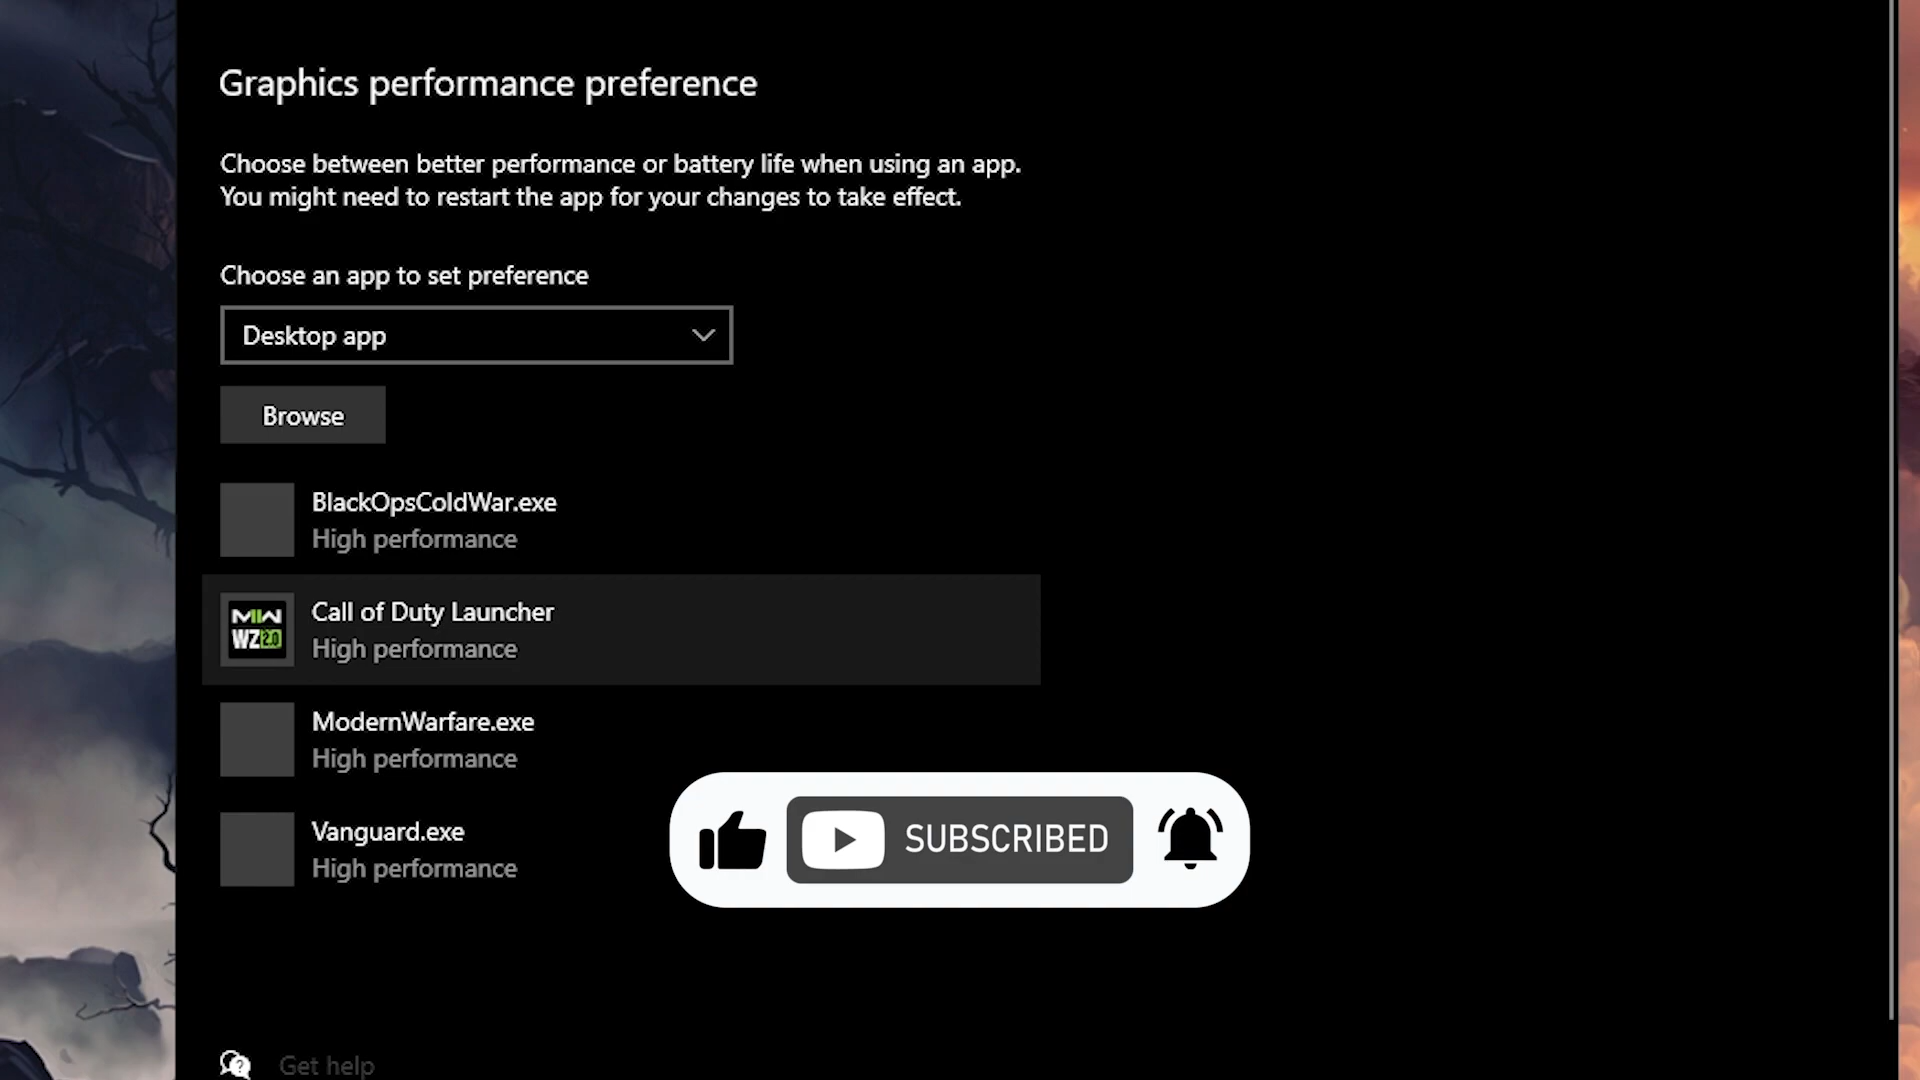 Graphics performance preference
Choose between better performance or battery life when using an app.
You might need to restart the app for your changes to take effect.
Choose an app to set preference
Desktop app
Browse
BlackOpsColdWar.exe
High performance
MW
WZ2.0
Call of Duty Launcher
High performance
ModernWarfare.exe
High performance
Vanguard.exe
High performance
SUBSCRIBED
Get help